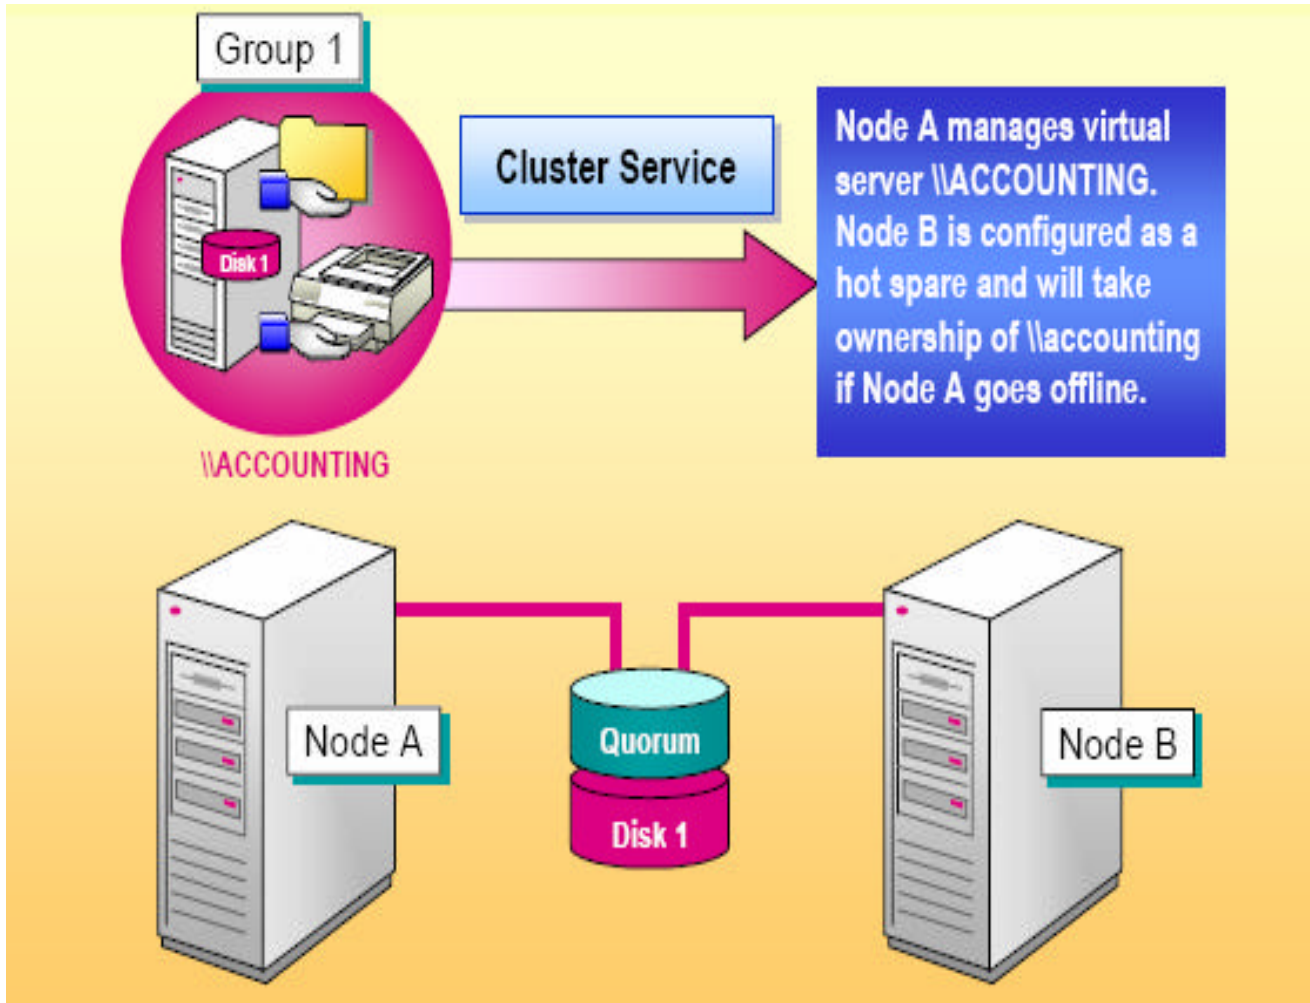 Group 1
Disk 1
\\ACCOUNTING
Cluster Service
Node A manages virtual
server \\ACCOUNTING.
Node B is configured as a
hot spare and will take
ownership of \\accounting
if Node A goes offline.
Node A
Quorum
Disk 1
Node B